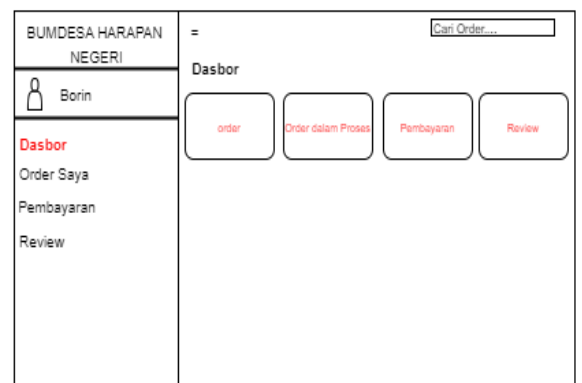 BUMDESA HARAPAN
NEGERI
Borin
Dasbor
Order Saya
Pembayaran
Review
=
Cari Order....
Dasbor
order
Order dalam Proses
Pembayaran
Review